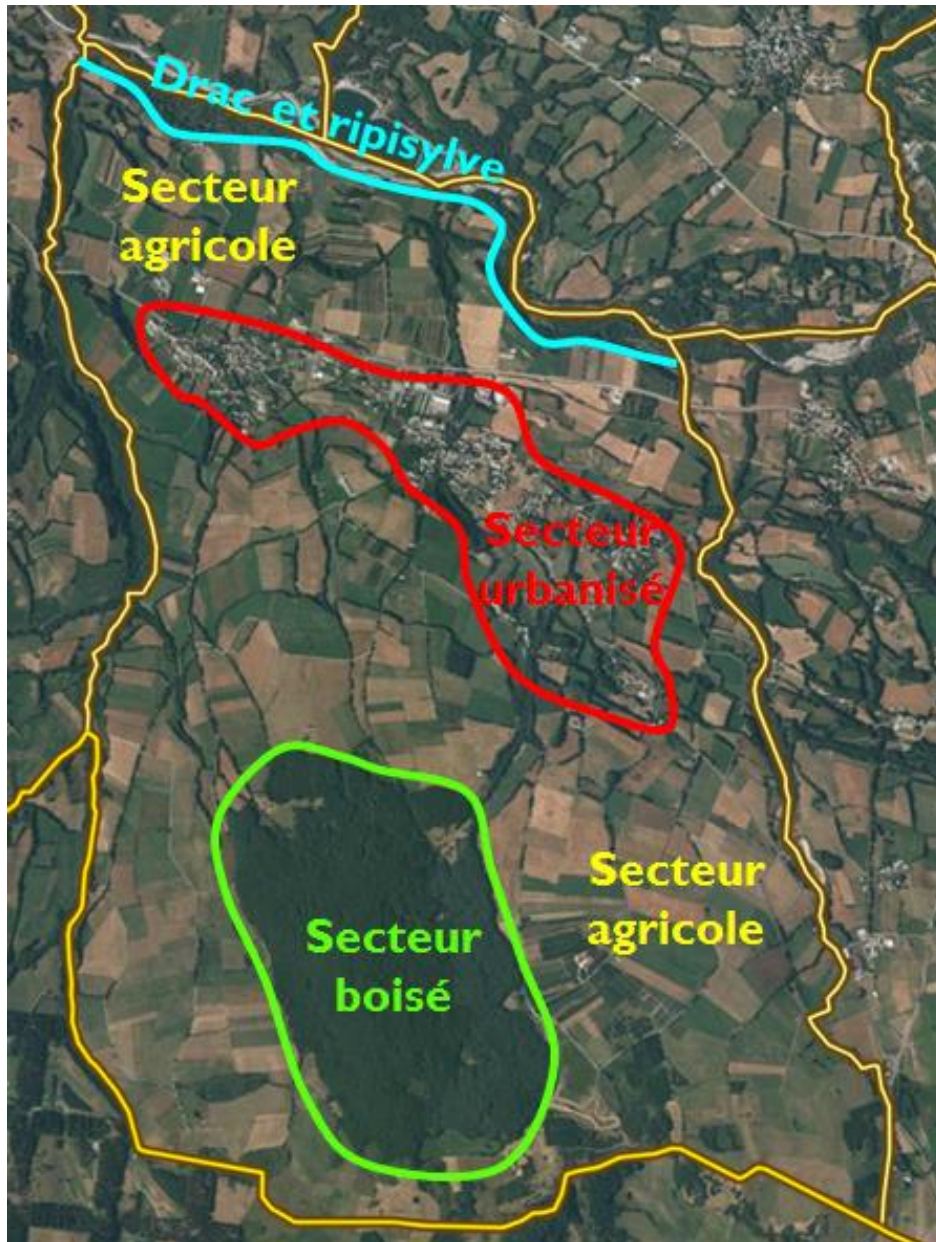 Drac et ripisylve
Secteur
agricole
Secteur
urbanisé
Secteur
agricole
Secteur
boisé